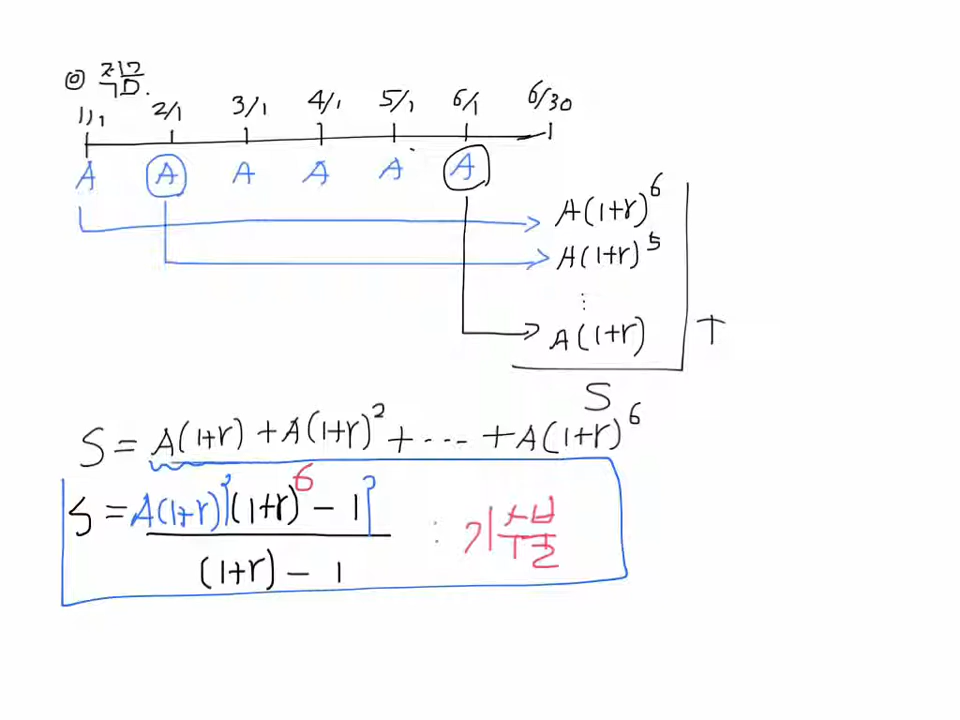 ◎ 적금.
1/1 2/1 3/1 4/1 5/1 6/1 6/30
A A A A A A
A(1+r)^6
A(1+r)^5
⋮
A(1+r)
+
S
S = A(1+r) + A(1+r)^2 + ... + A(1+r)^6
S = A(1+r){(1+r)^6 - 1} / (1+r) - 1 : 기수불